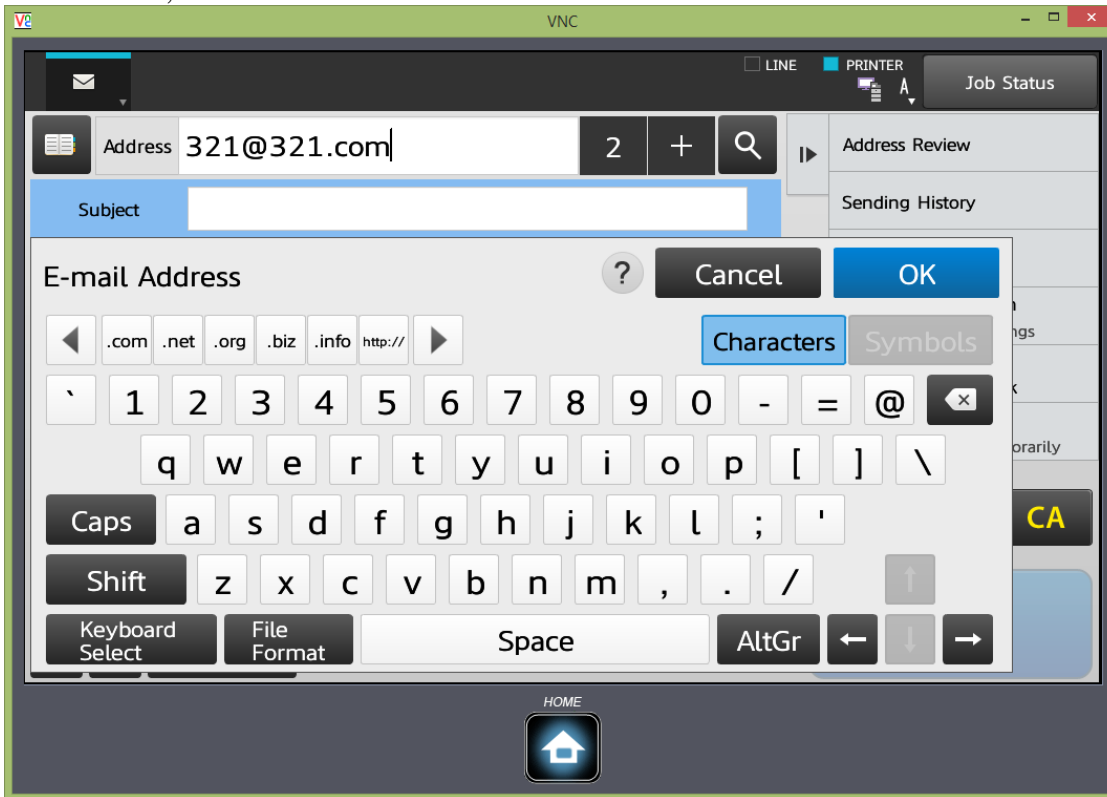 VNC
LINE PRINTER
Job Status
Address 321@321.com 2 +
Address Review
Subject
Sending History
E-mail Address ? Cancel OK
.com .net .org .biz .info http:// Characters Symbols
` 1 2 3 4 5 6 7 8 9 0 - = @
q w e r t y u i o p [ ] \
Caps a s d f g h j k l ; ' CA
Shift z x c v b n m , . /
Keyboard Select File Format Space AltGr
HOME